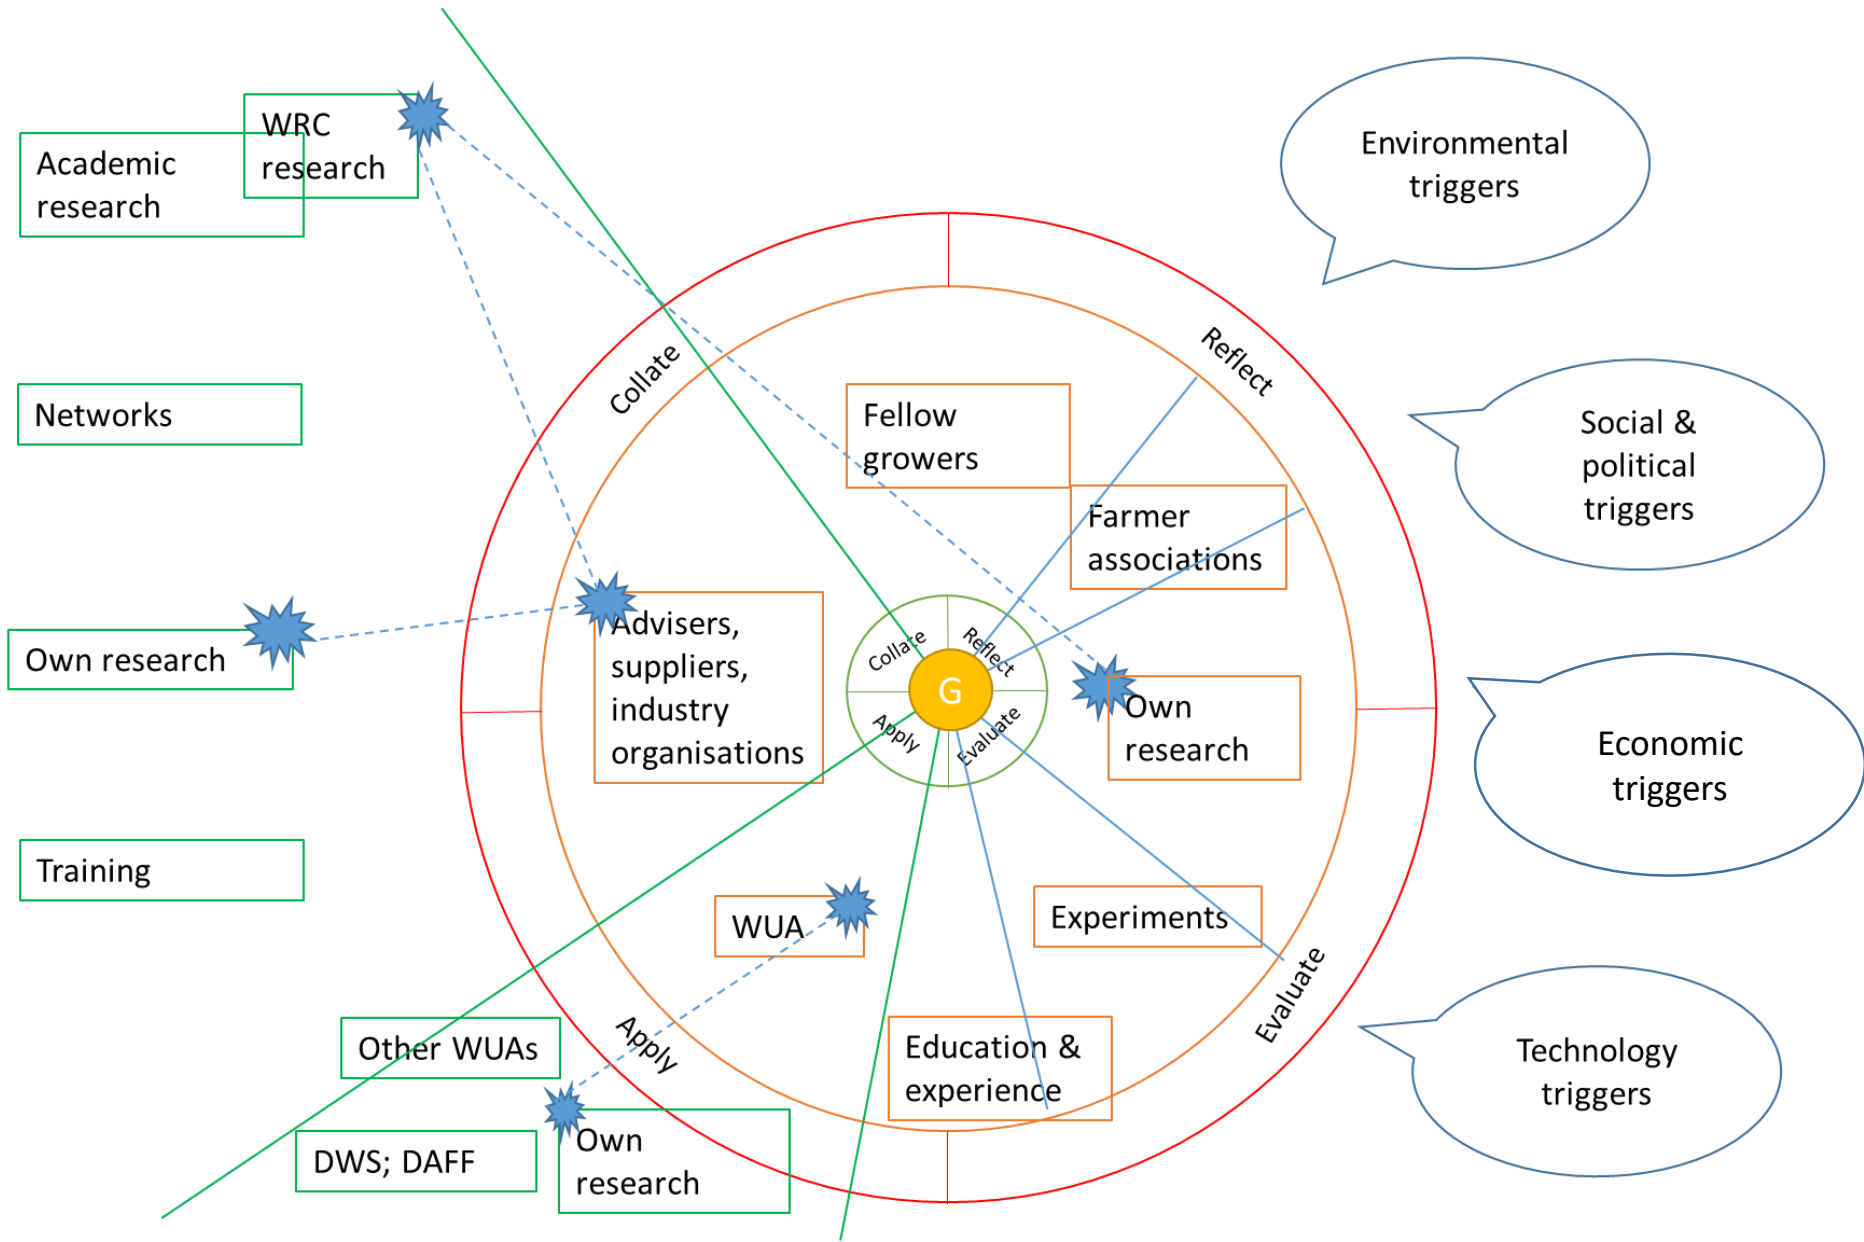 WRC
research
Academic
research
Networks
Own research
Training
Other WUAs
DWS; DAFF
Own
research
Collate
Reflect
Evaluate
Apply
Fellow
growers
Farmer
associations
Advisers,
suppliers,
industry
organisations
Collate
Reflect
Apply
Evaluate
G
Own
research
WUA
Experiments
Education &
experience
Environmental
triggers
Social &
political
triggers
Economic
triggers
Technology
triggers